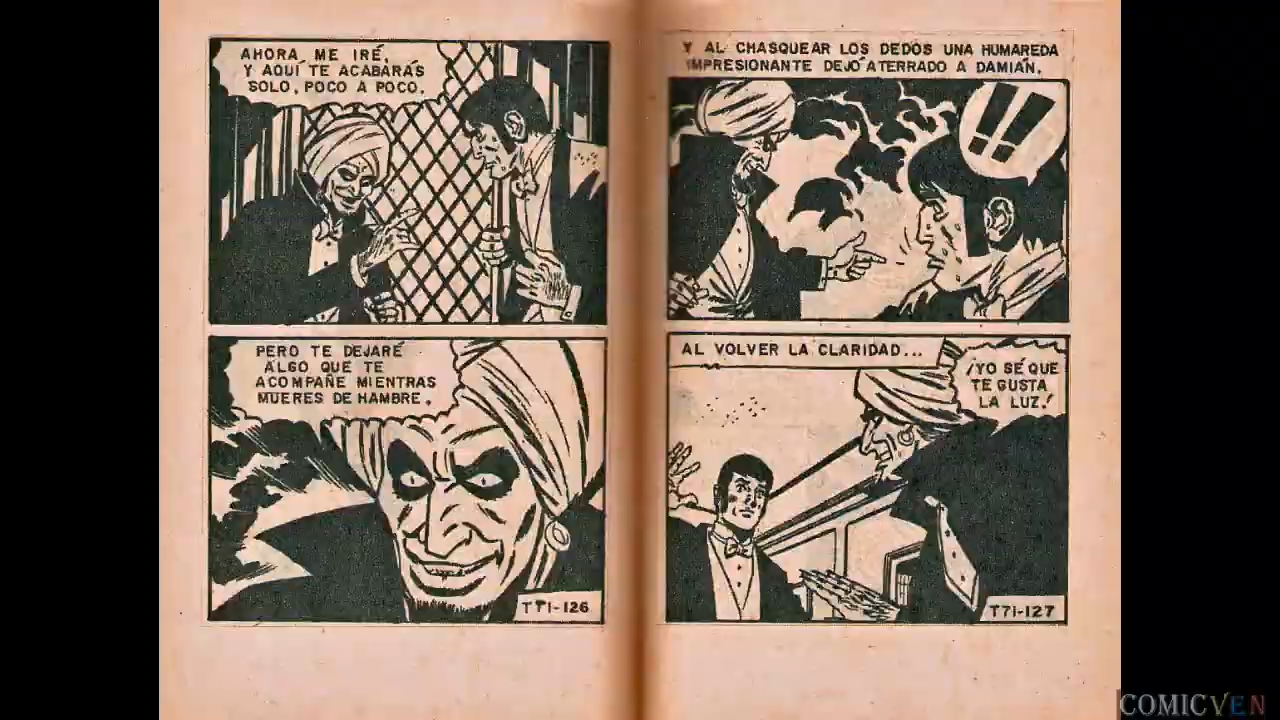 AHORA ME IRÉ,
Y AQUÍ TE ACABARÁS
SOLO, POCO A POCO.
PERO TE DEJARÉ
ALGO QUE TE
ACOMPAÑE MIENTRAS
MUERES DE HAMBRE.
T71-126
Y AL CHASQUEAR LOS DEDOS UNA HUMAREDA
IMPRESIONANTE DEJÓ ATERRADO A DAMIÁN.
!!
AL VOLVER LA CLARIDAD...
¡YO SÉ QUE
TE GUSTA
LA LUZ!
T71-127
COMICVEN